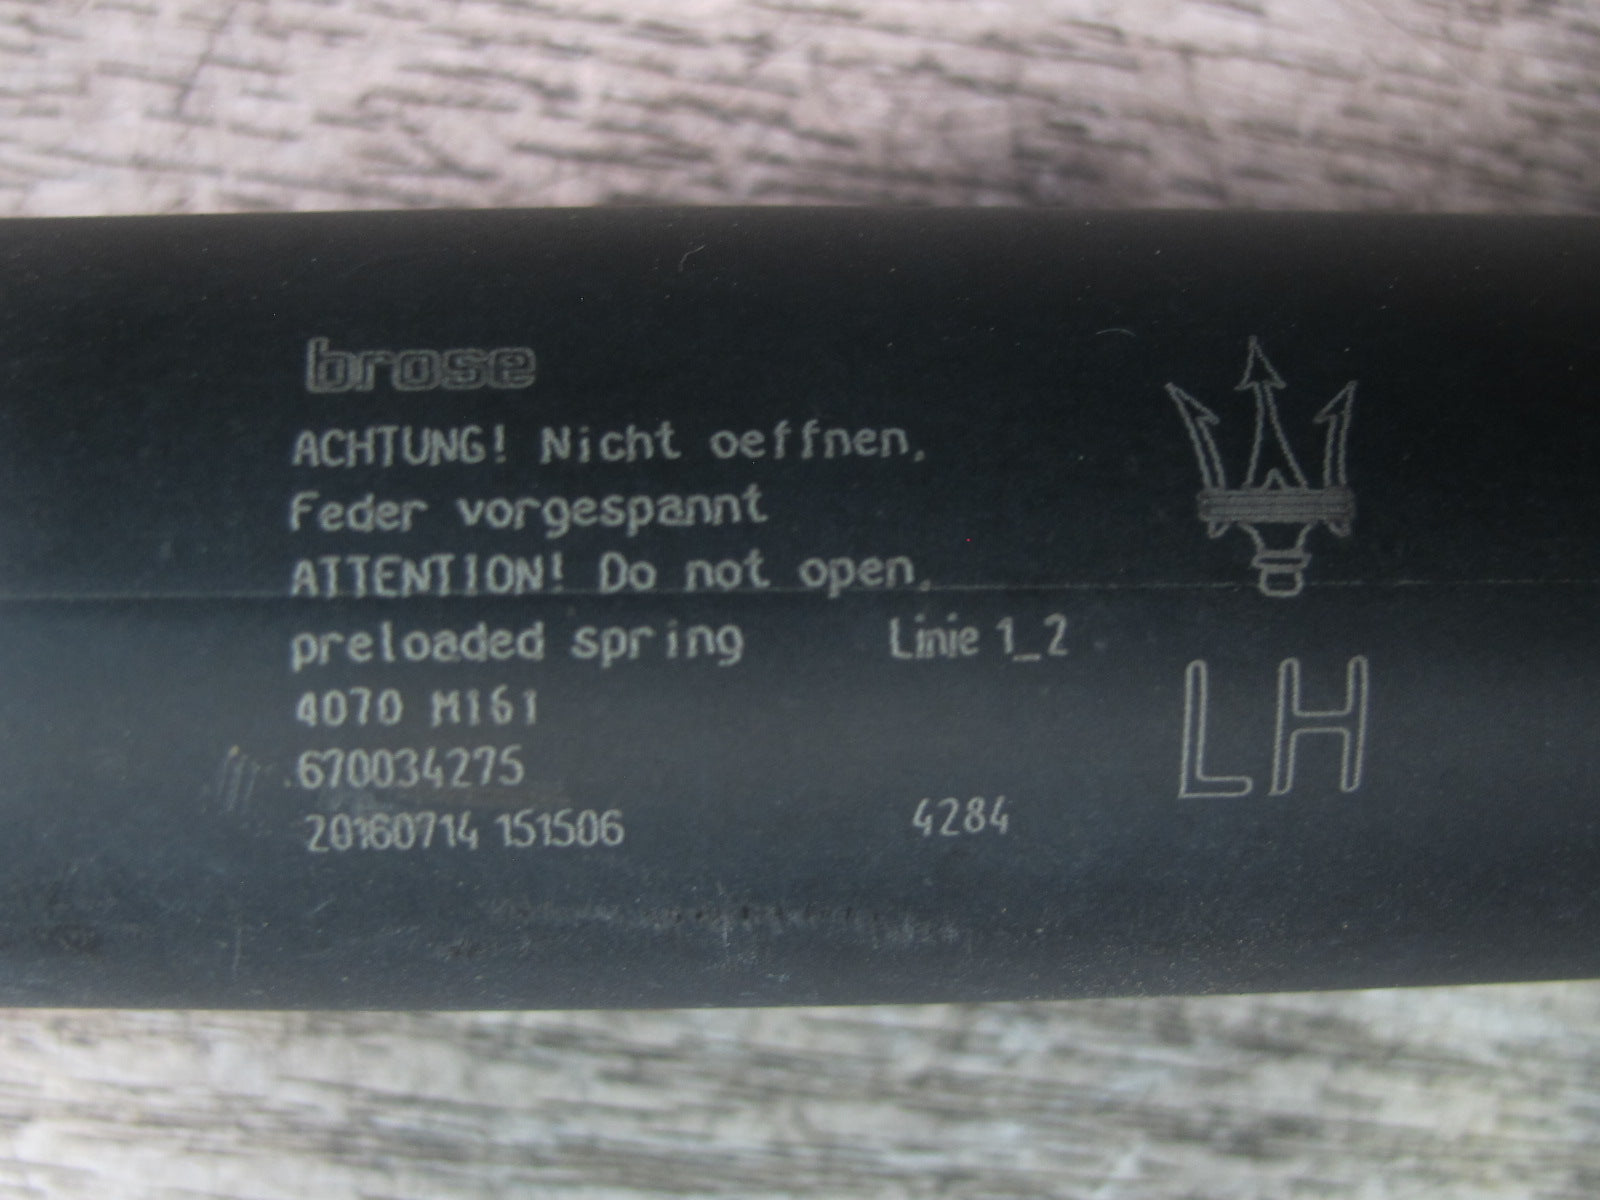 brose
ACHTUNG! Nicht oeffnen,
Feder vorgespannt
ATTENTION! Do not open,
preloaded spring
Linie 1_2
4070 M161
670034275
20160714 151506
4284
LH